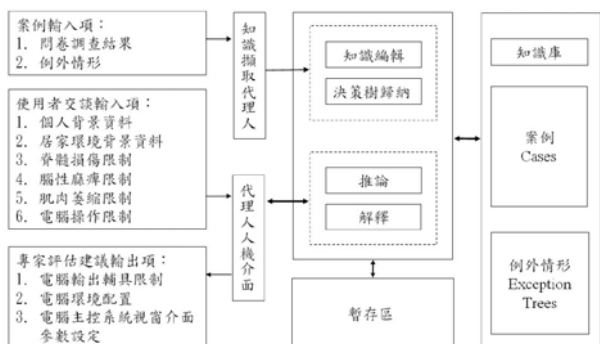 案例輸入項：
1. 問卷調查結果
2. 例外情形
使用者交談輸入項：
1. 個人背景資料
2. 居家環境背景資料
3. 脊髓損傷限制
4. 腦性麻痺限制
5. 肌肉萎縮限制
6. 電腦操作限制
專家評估建議輸出項：
1. 電腦輸出輔具限制
2. 電腦環境配置
3. 電腦主控系統視窗介面
參數設定
知識擷取代理人
代理人人機介面
知識編輯
決策樹歸納
推論
解釋
暫存區
知識庫
案例
Cases
例外情形
Exception
Trees